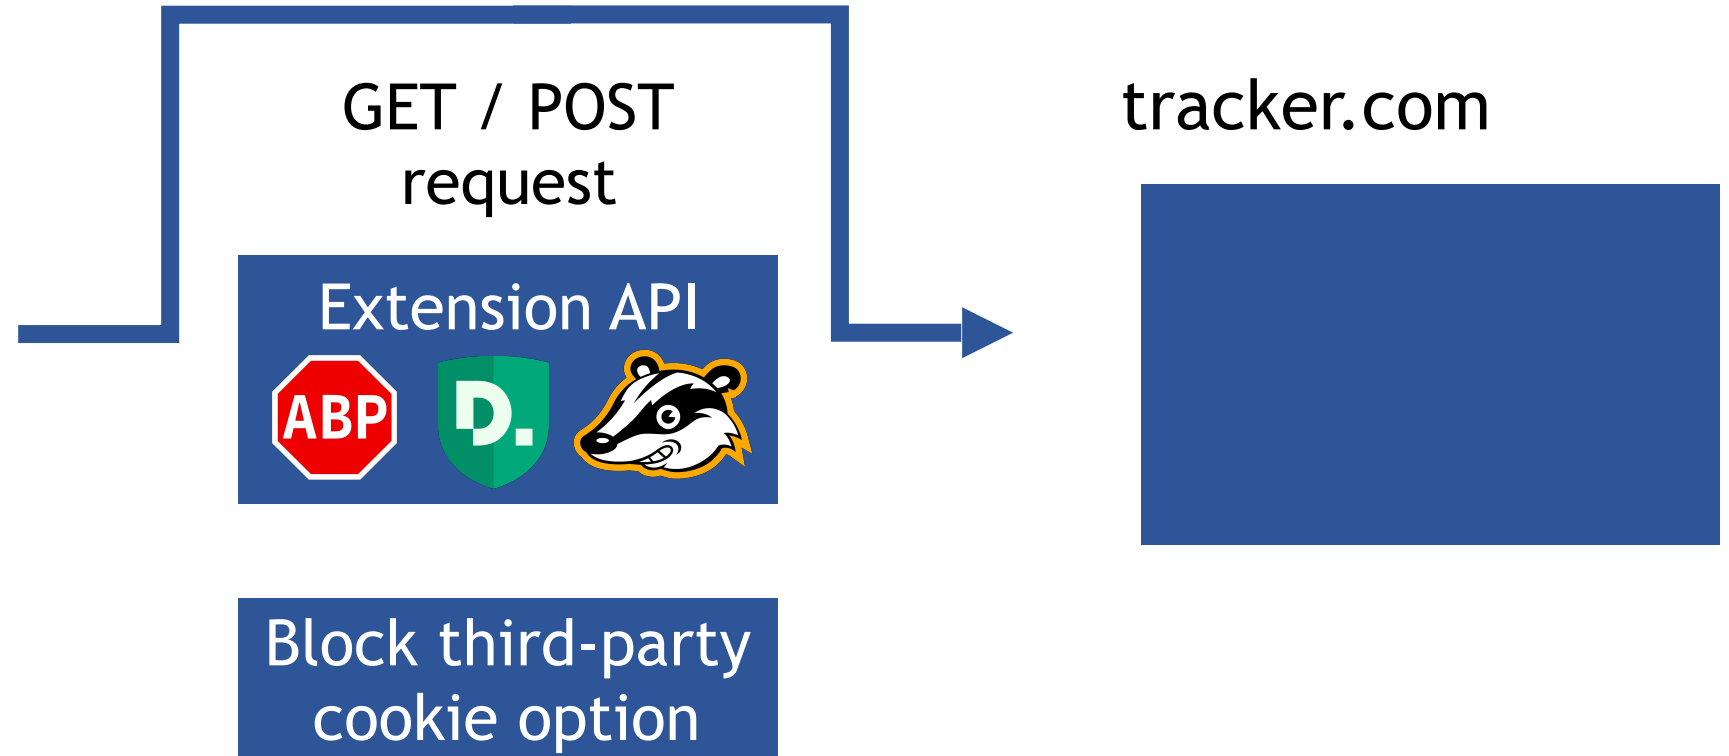 GET / POST
request
tracker.com
Extension API
ABP
D.
Block third-party
cookie option